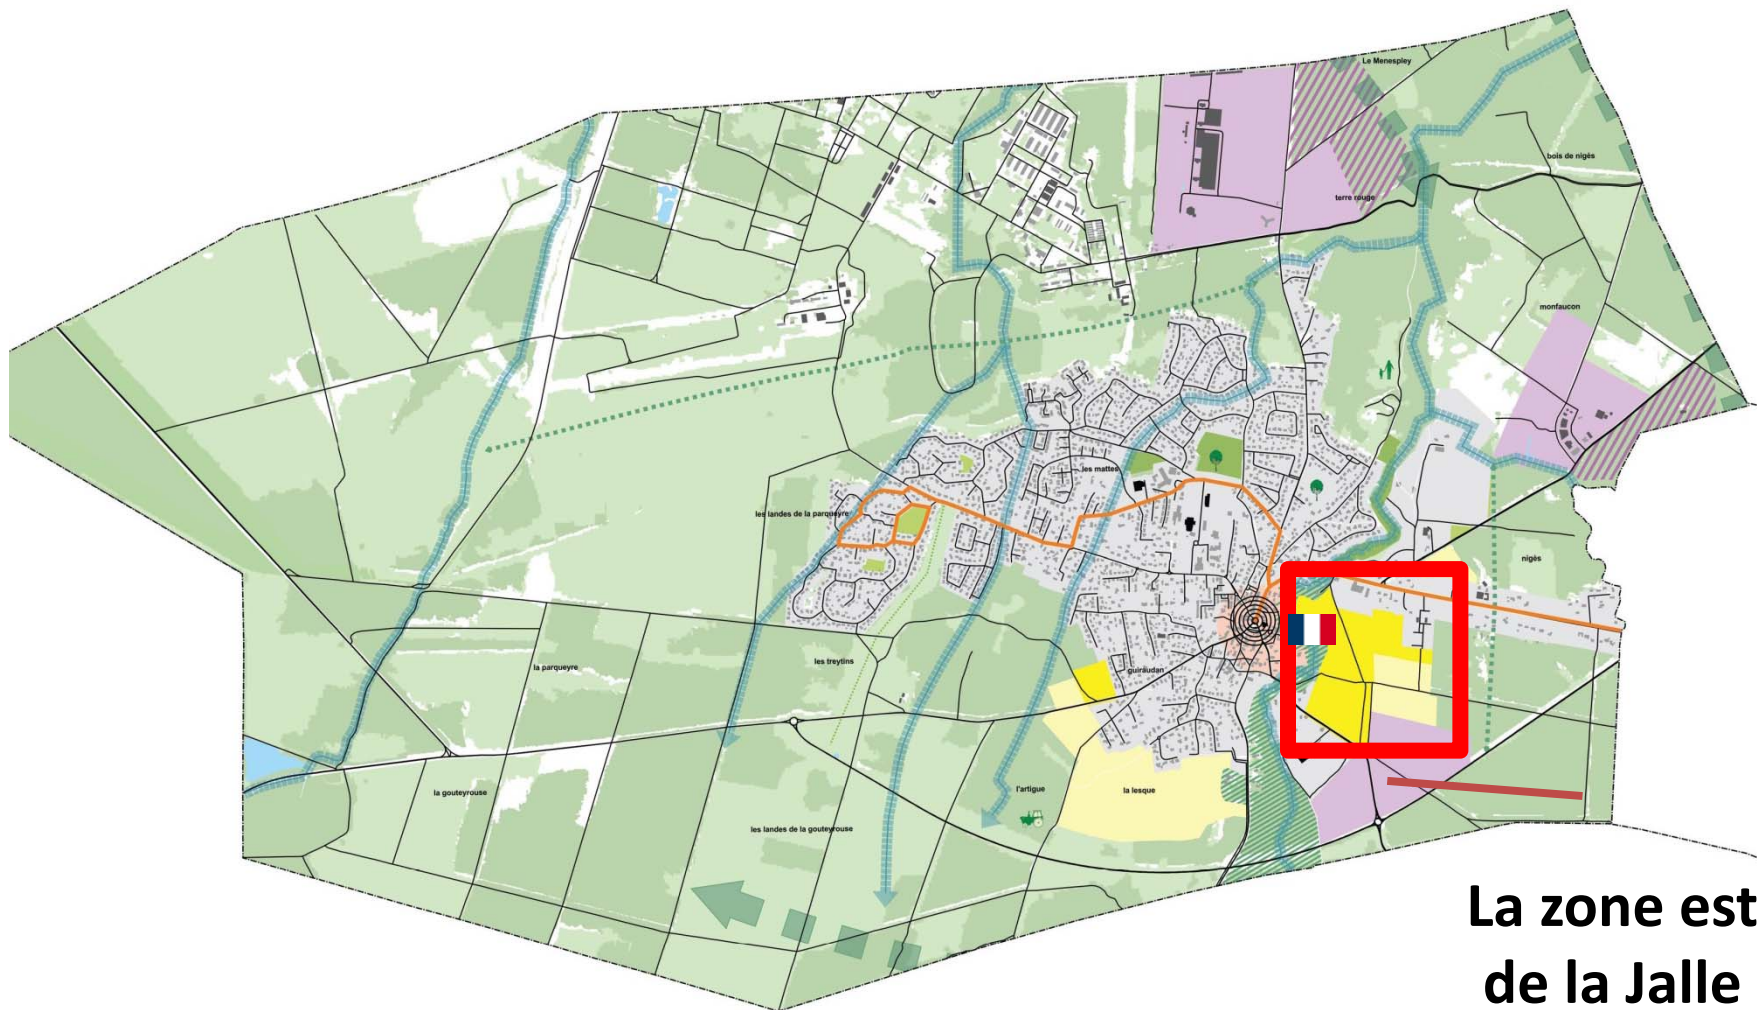 Le Menespley
bois de nigès
terre rouge
monfaucon
les mattes
les landes de la parqueyre
nigès
la parqueyre
les treytins
guiraudan
la gouteyrouse
l'artigue
la lesque
les landes de la gouteyrouse
La zone est
de la Jalle